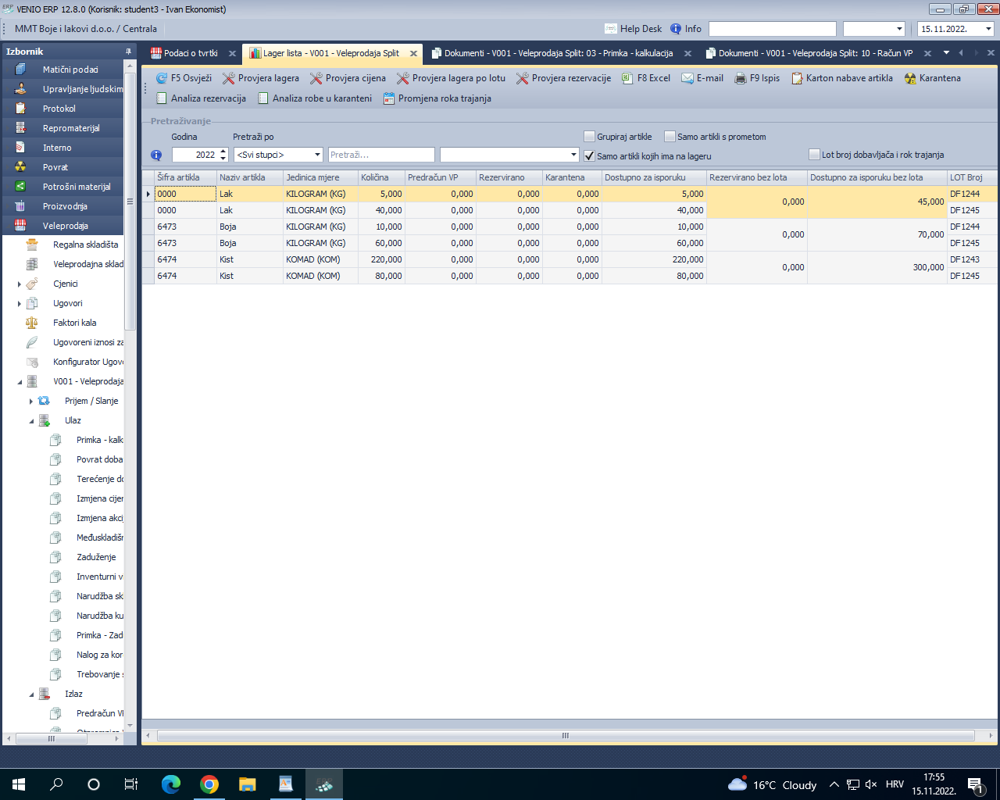 ERP VENIO ERP 12.8.0 (Korisnik: student3 - Ivan Ekonomist)
MMT Boje i lakovi d.o.o. / Centrala
Help Desk
Info
15.11.2022.
Izbornik
Podaci o tvrtki
Lager lista - V001 - Veleprodaja Split
Dokumenti - V001 - Veleprodaja Split: 03 - Primka - kalkulacija
Dokumenti - V001 - Veleprodaja Split: 10 - Račun VP
Matični podaci
Upravljanje ljudskim
Protokol
Repromaterijal
Interno
Povrat
Potrošni materijal
Proizvodnja
Veleprodaja
Regalna skladišta
Veleprodajna sklad
Cjenici
Ugovori
Faktori kala
Ugovoreni iznosi za
Konfigurator Ugov
V001 - Veleprodaja
Prijem / Slanje
Ulaz
Primka - kalk
Povrat doba
Terećenje do
Izmjena cijer
Izmjena akcij
Međuskladišn
Zaduženje
Inventurni v
Narudžba sk
Narudžba ku
Primka - Zad
Nalog za kor
Trebovanje s
Izlaz
Predračun VP
F5 Osvježi
Provjera lagera
Provjera cijena
Provjera lagera po lotu
Provjera rezervacije
F8 Excel
E-mail
F9 Ispis
Karton nabave artikla
Karantena
Analiza rezervacija
Analiza robe u karanteni
Promjena roka trajanja
Pretraživanje
Godina
Pretraži po
Grupiraj artikle
Samo artikli s prometom
2022
<Svi stupci>
Pretraži...
Samo artikli kojih ima na lageru
Lot broj dobavljača i rok trajanja
Šifra artikla Naziv artikla Jedinica mjere Količina Predračun VP Rezervirano Karantena Dostupno za isporuku Rezervirano bez lota Dostupno za isporuku bez lota LOT Broj
0000 Lak KILOGRAM (KG) 5,000 0,000 0,000 0,000 5,000 0,000 45,000 DF1244
0000 Lak KILOGRAM (KG) 40,000 0,000 0,000 0,000 40,000 DF1245
6473 Boja KILOGRAM (KG) 10,000 0,000 0,000 0,000 10,000 0,000 70,000 DF1244
6473 Boja KILOGRAM (KG) 60,000 0,000 0,000 0,000 60,000 DF1245
6474 Kist KOMAD (KOM) 220,000 0,000 0,000 0,000 220,000 0,000 300,000 DF1243
6474 Kist KOMAD (KOM) 80,000 0,000 0,000 0,000 80,000 DF1245
16°C Cloudy
HRV
17:55
15.11.2022.
1